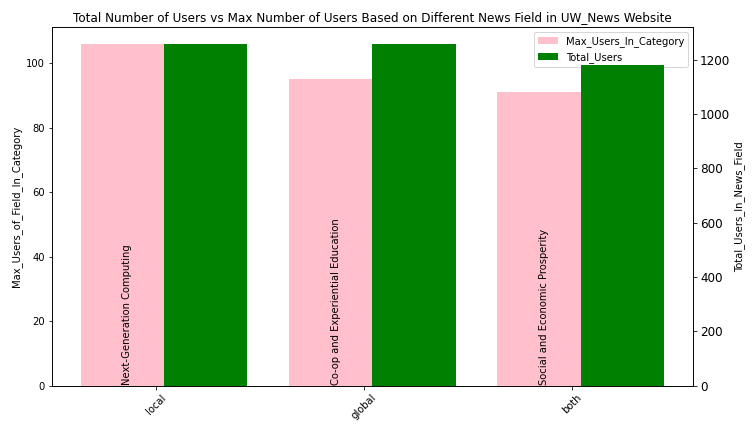 Total Number of Users vs Max Number of Users Based on Different News Field in UW_News Website
Max_Users_In_Category
Total_Users
Max_Users_of_Field_In_Category
100
80
60
40
20
0
Next-Generation Computing
Co-op and Experiential Education
Social and Economic Prosperity
1200
1000
800
600
400
200
0
Total_Users_In_News_Field
local
global
both